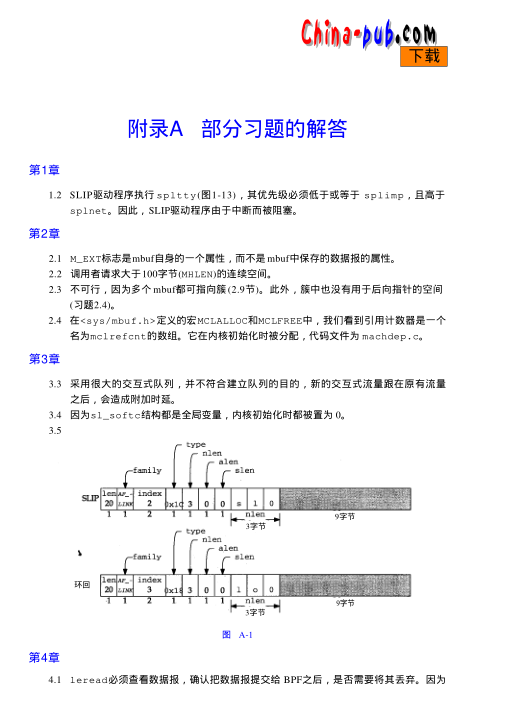 China-pub.com
下载
附录A 部分习题的解答
第1章
1.2 SLIP驱动程序执行spltty(图1-13)，其优先级必须低于或等于 splimp，且高于
splnet。因此，SLIP驱动程序由于中断而被阻塞。
第2章
2.1 M_EXT标志是mbuf自身的一个属性，而不是mbuf中保存的数据报的属性。
2.2 调用者请求大于100字节(MHLEN)的连续空间。
2.3 不可行，因为多个mbuf都可指向簇(2.9节)。此外，簇中也没有用于后向指针的空间
(习题2.4)。
2.4 在<sys/mbuf.h>定义的宏MCLALLOC和MCLFREE中，我们看到引用计数器是一个
名为mclrefcnt的数组。它在内核初始化时被分配，代码文件为 machdep.c。
第3章
3.3 采用很大的交互式队列，并不符合建立队列的目的，新的交互式流量跟在原有流量
之后，会造成附加时延。
3.4 因为sl_softc结构都是全局变量，内核初始化时都被置为 0。
3.5
type
nlen
alen
family slen
SLIP len AF_- index
20 LINK 2 0x1C 3 0 0 s l 0
1 1 2 1 1 1 1 nlen 9字节
3字节
type
nlen
alen
family slen
环回 len AF_- index
20 LINK 3 0x18 3 0 0 l o 0
1 1 2 1 1 1 1 nlen 9字节
3字节
图 A-1
第4章
4.1 leread必须查看数据报，确认把数据报提交给 BPF之后，是否需要将其丢弃。因为